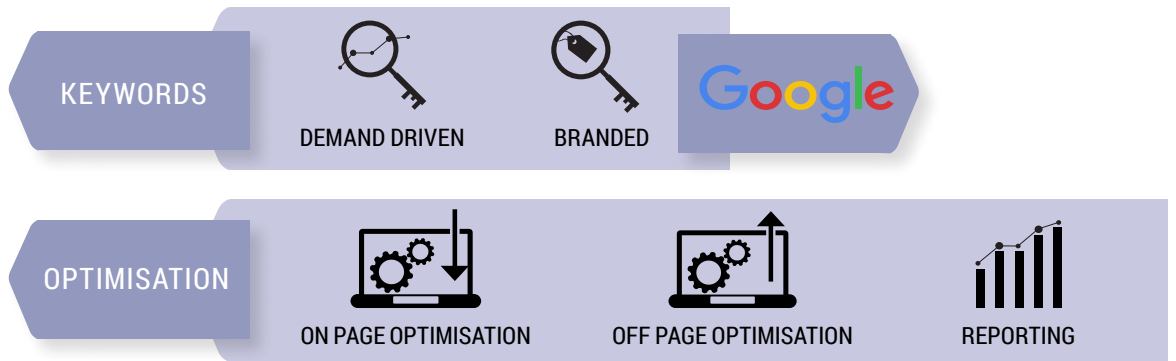 KEYWORDS
DEMAND DRIVEN
BRANDED
Google
OPTIMISATION
ON PAGE OPTIMISATION
OFF PAGE OPTIMISATION
REPORTING